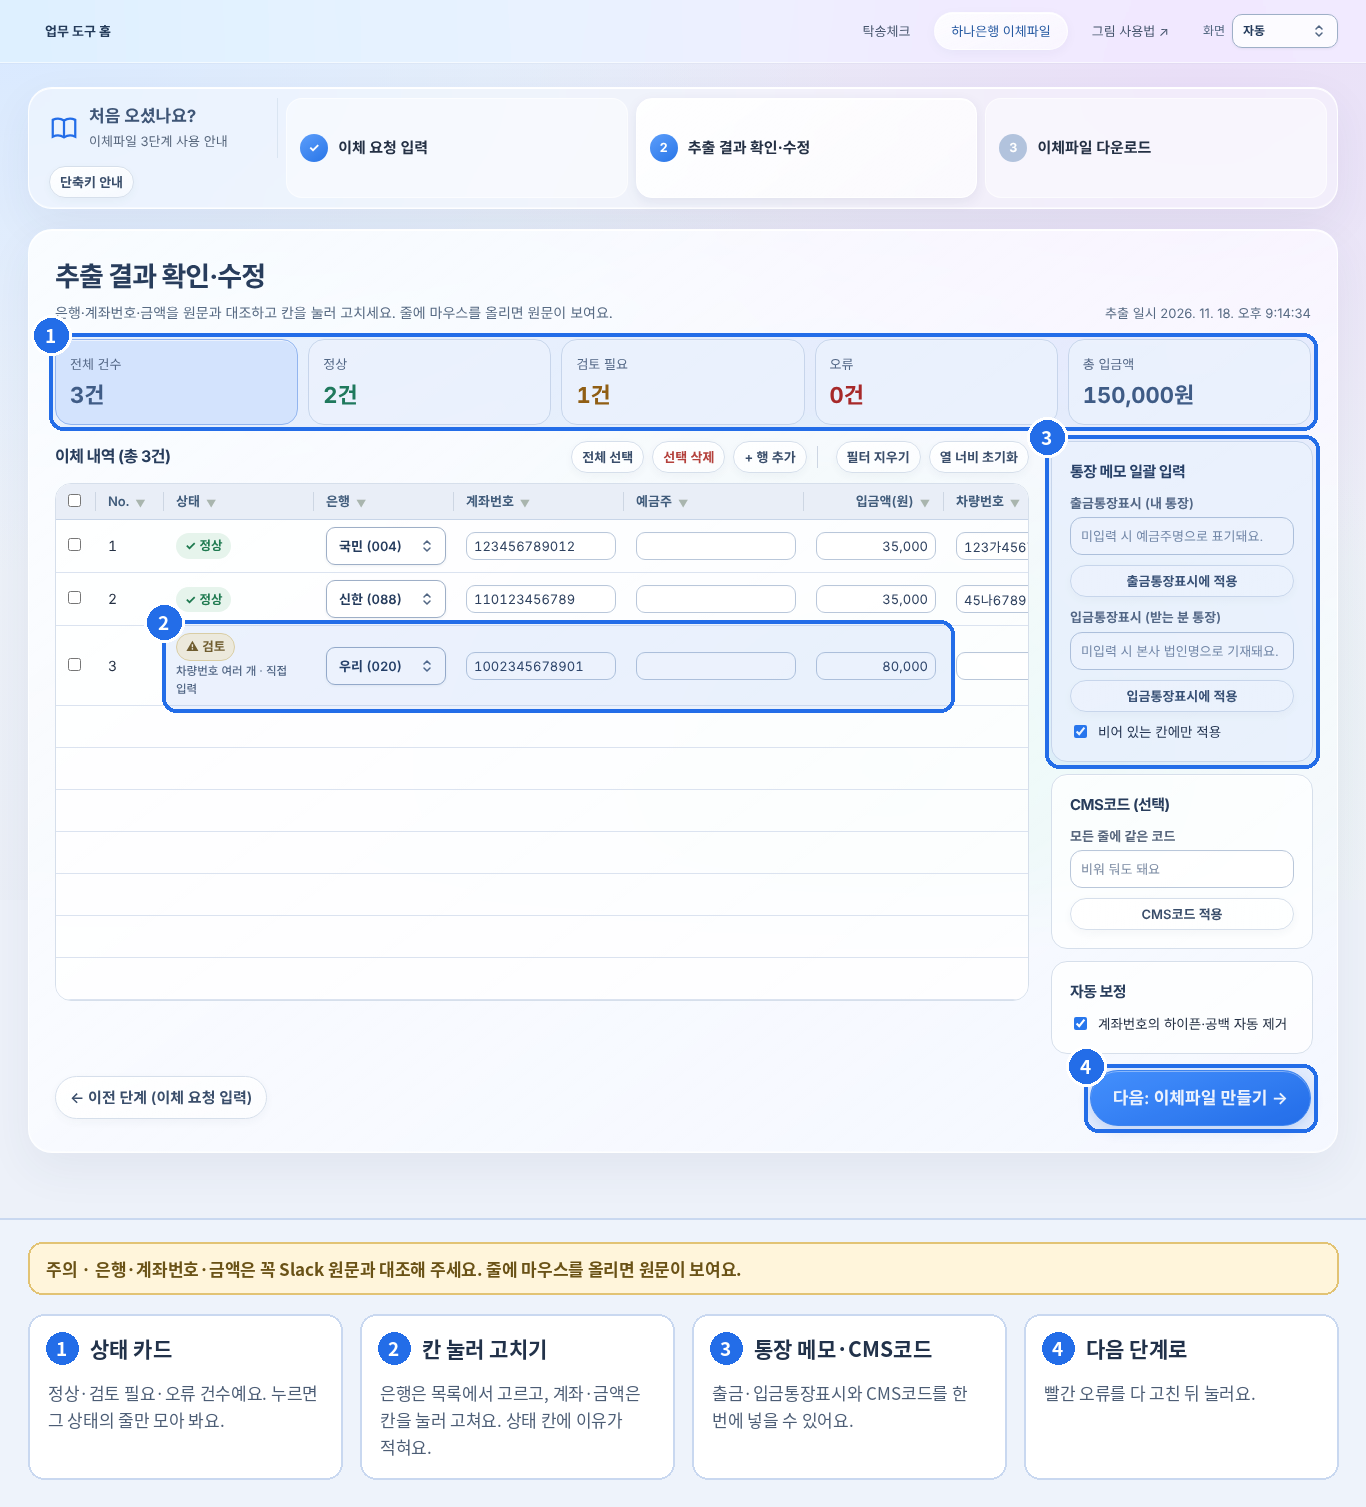 업무 도구 홈
탁송체크
하나은행 이체파일
그림 사용법 ↗
화면
자동
처음 오셨나요?
이체파일 3단계 사용 안내
단축키 안내
✓ 이체 요청 입력
2 추출 결과 확인·수정
3 이체파일 다운로드
추출 결과 확인·수정
은행·계좌번호·금액을 원문과 대조하고 칸을 눌러 고치세요. 줄에 마우스를 올리면 원문이 보여요.
추출 일시 2026. 11. 18. 오후 9:14:34
1
전체 건수
3건
정상
2건
검토 필요
1건
오류
0건
총 입금액
150,000원
이체 내역 (총 3건)
전체 선택
선택 삭제
+ 행 추가
필터 지우기
열 너비 초기화
No. ▼ 상태 ▼ 은행 ▼ 계좌번호 ▼ 예금주 ▼ 입금액(원) ▼ 차량번호 ▼
1 ✓ 정상 국민 (004) 123456789012 35,000 123가456
2 ✓ 정상 신한 (088) 110123456789 35,000 45나6789
2
3 ⚠ 검토 우리 (020) 1002345678901 80,000
차량번호 여러 개 · 직접
입력
3
통장 메모 일괄 입력
출금통장표시 (내 통장)
미입력 시 예금주명으로 표기돼요.
출금통장표시에 적용
입금통장표시 (받는 분 통장)
미입력 시 본사 법인명으로 기재돼요.
입금통장표시에 적용
비어 있는 칸에만 적용
CMS코드 (선택)
모든 줄에 같은 코드
비워 둬도 돼요
CMS코드 적용
자동 보정
계좌번호의 하이픈·공백 자동 제거
← 이전 단계 (이체 요청 입력)
4
다음: 이체파일 만들기 →
주의 · 은행·계좌번호·금액은 꼭 Slack 원문과 대조해 주세요. 줄에 마우스를 올리면 원문이 보여요.
1 상태 카드
정상·검토 필요·오류 건수예요. 누르면
그 상태의 줄만 모아 봐요.
2 칸 눌러 고치기
은행은 목록에서 고르고, 계좌·금액은
칸을 눌러 고쳐요. 상태 칸에 이유가
적혀요.
3 통장 메모·CMS코드
출금·입금통장표시와 CMS코드를 한
번에 넣을 수 있어요.
4 다음 단계로
빨간 오류를 다 고친 뒤 눌러요.